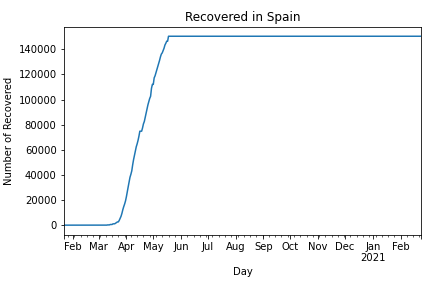 Recovered in Spain
Number of Recovered
140000
120000
100000
80000
60000
40000
20000
0
Feb Mar Apr May Jun Jul Aug Sep Oct Nov Dec Jan Feb
2021
Day